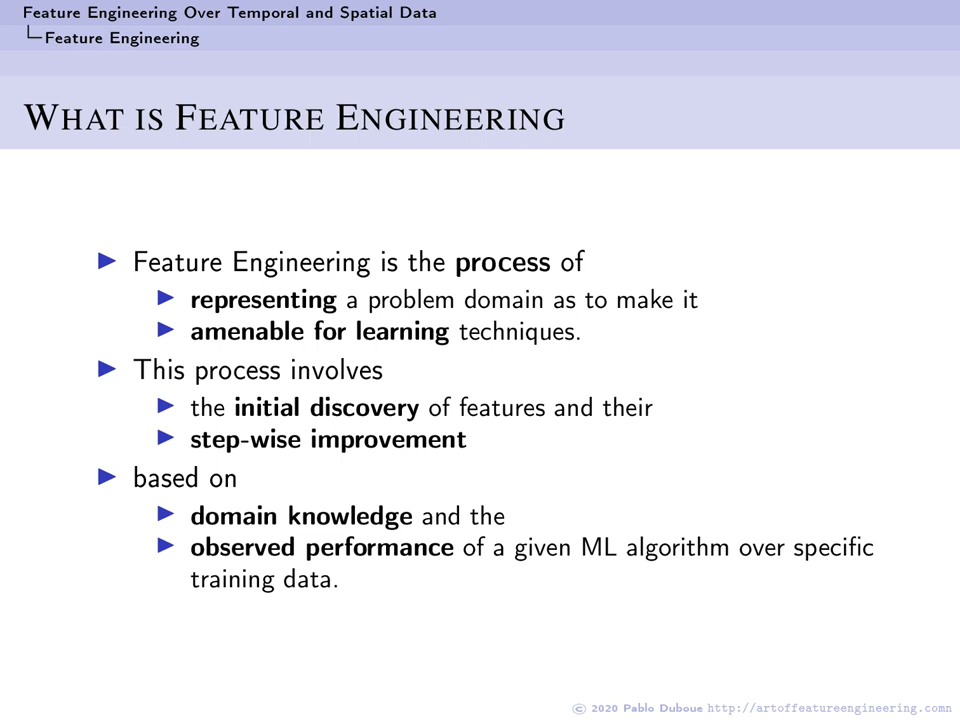 Feature Engineering Over Temporal and Spatial Data
Feature Engineering
WHAT IS FEATURE ENGINEERING
Feature Engineering is the process of
representing a problem domain as to make it
amenable for learning techniques.
This process involves
the initial discovery of features and their
step-wise improvement
based on
domain knowledge and the
observed performance of a given ML algorithm over specific
training data.
© 2020 Pablo Duboue http://artoffeatureengineering.comn